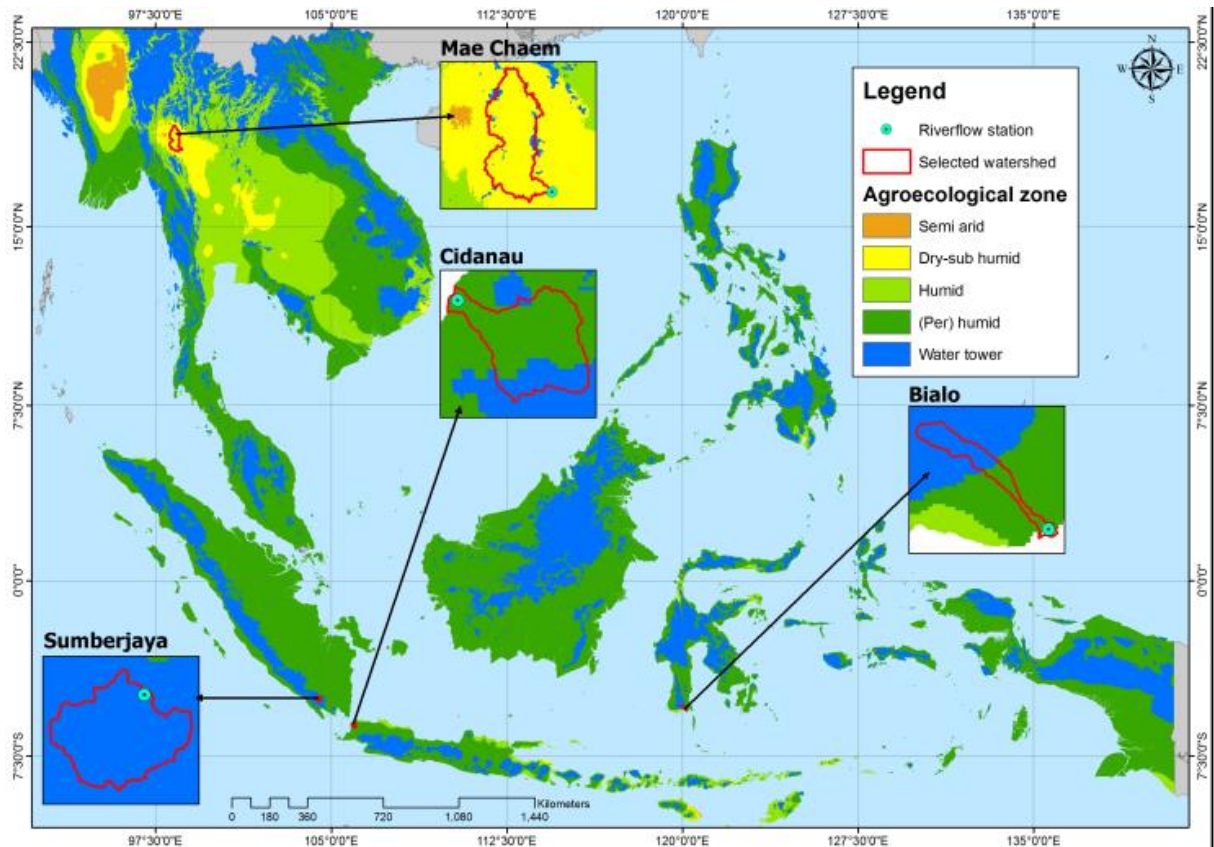 97°30'0"E 105°0'0"E 112°30'0"E 120°0'0"E 127°30'0"E 135°0'0"E
22°30'0"N
22°30'0"N
Mae Chaem
N
W E
S
Legend
Riverflow station
Selected watershed
Agroecological zone
Semi arid
Dry-sub humid
Humid
(Per) humid
Water tower
15°0'0"N
15°0'0"N
Cidanau
7°30'0"N
7°30'0"N
Bialo
0°0'0"
0°0'0"
Sumberjaya
7°30'0"S
7°30'0"S
Kilometers
0 180 360 720 1,080 1,440
97°30'0"E 105°0'0"E 112°30'0"E 120°0'0"E 127°30'0"E 135°0'0"E